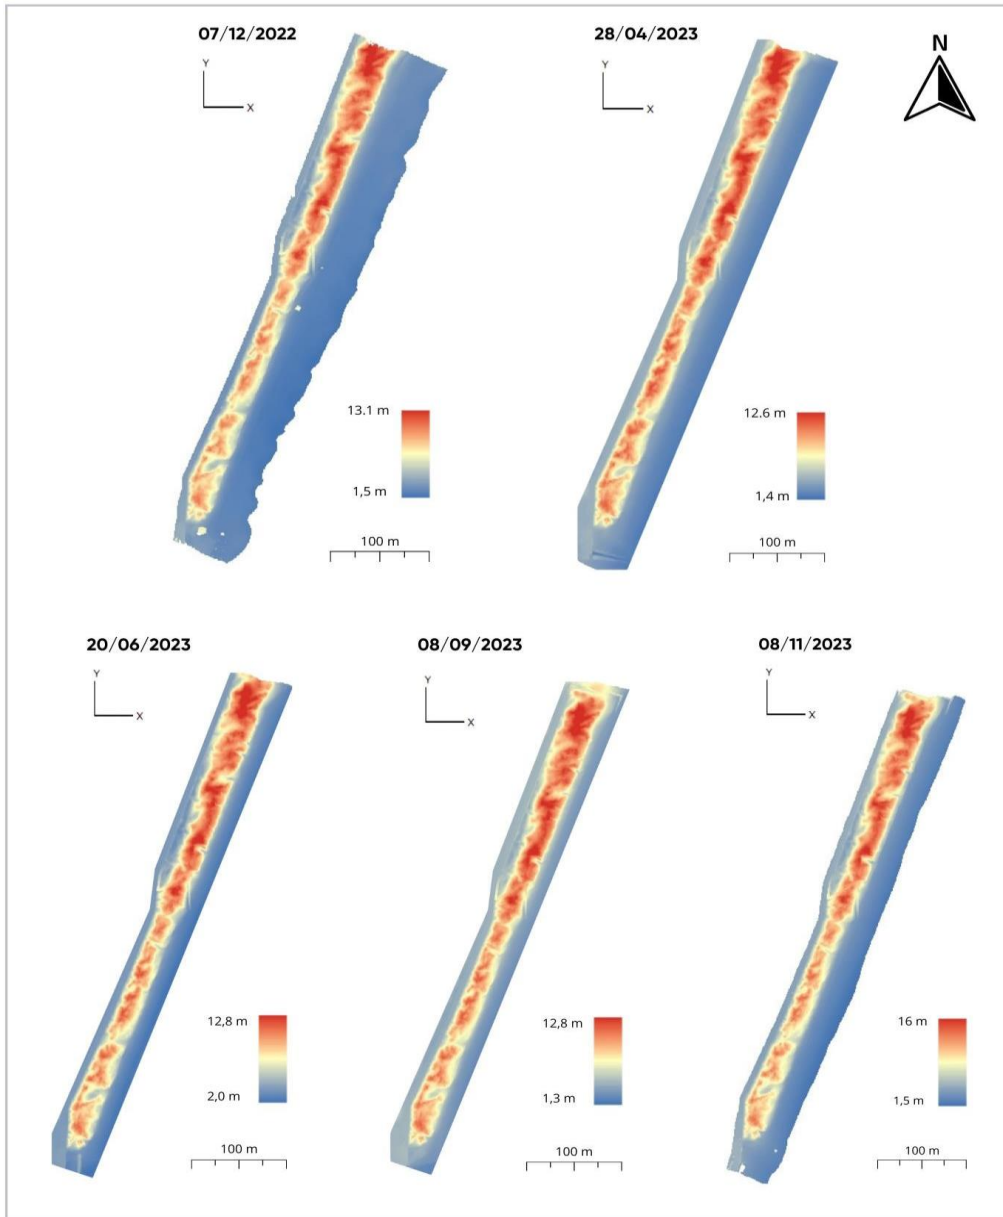 07/12/2022
28/04/2023
N
Y
X
Y
X
13.1 m
1,5 m
100 m
12.6 m
1,4 m
100 m
20/06/2023
08/09/2023
08/11/2023
Y
X
Y
X
Y
X
12,8 m
2,0 m
100 m
12,8 m
1,3 m
100 m
16 m
1,5 m
100 m